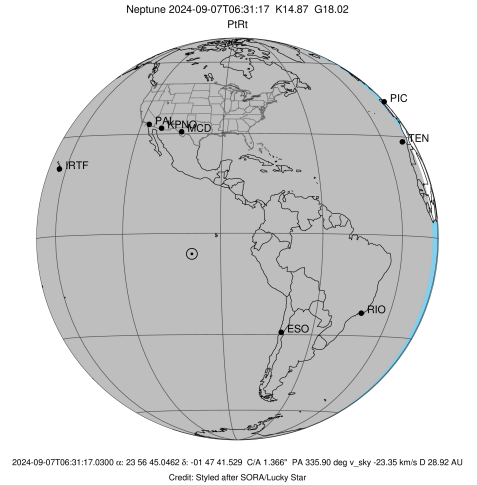 Neptune 2024-09-07T06:31:17  K14.87  G18.02
PtRt
PIC
PAL
KPNO
MCD
TEN
IRTF
RIO
ESO
2024-09-07T06:31:17.0300 α: 23 56 45.0462 δ: -01 47 41.529  C/A 1.366"  PA 335.90 deg v_sky -23.35 km/s D 28.92 AU
Credit: Styled after SORA/Lucky Star